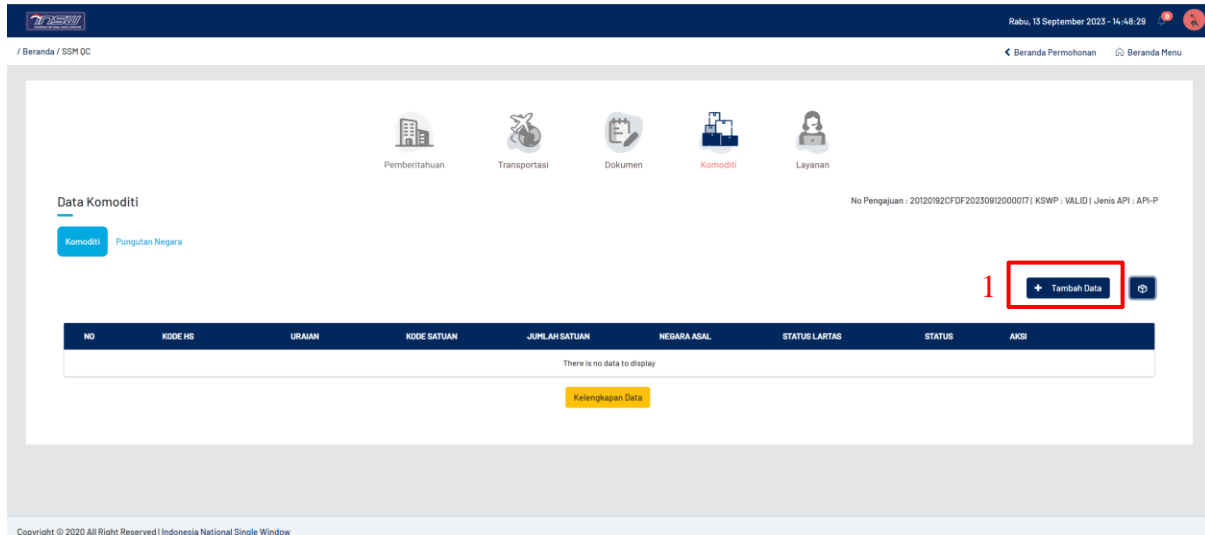 INSW
Rabu, 13 September 2023 - 14:48:29
0
/ Beranda / SSM QC
Beranda Permohonan
Beranda Menu
Pemberitahuan
Transportasi
Dokumen
Komoditi
Layanan
Data Komoditi
No Pengajuan : 20120192CFDF20230912000017 | KSWP : VALID | Jenis API : API-P
Komoditi
Pungutan Negara
1
+ Tambah Data
NO KODE HS URAIAN KODE SATUAN JUMLAH SATUAN NEGARA ASAL STATUS LARTAS STATUS AKSI
There is no data to display
Kelengkapan Data
Copyright © 2020 All Right Reserved | Indonesia National Single Window